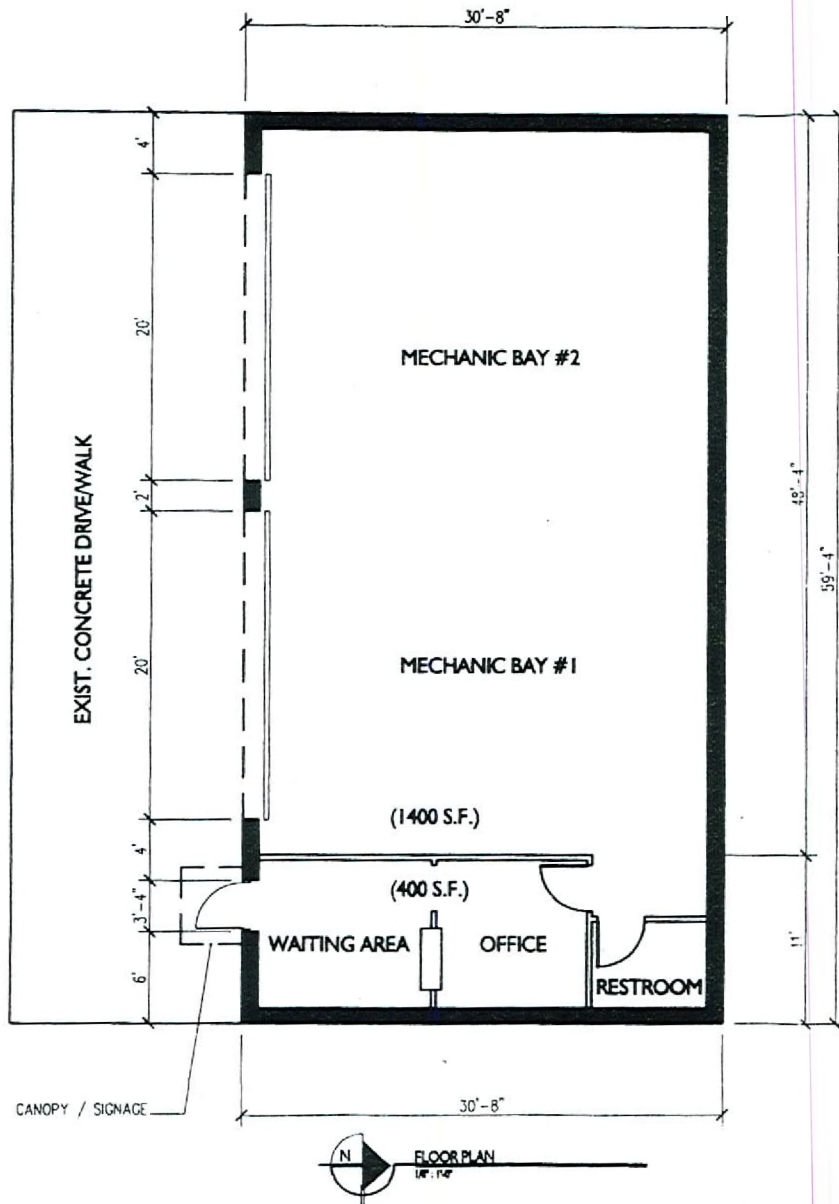 30'-8"
4'
20'
MECHANIC BAY #2
EXIST. CONCRETE DRIVE/WALK
2'
48'-4"
59'-4"
20'
MECHANIC BAY #1
(1400 S.F.)
4'
(400 S.F.)
3'-4"
WAITING AREA
OFFICE
11'
6'
RESTROOM
CANOPY / SIGNAGE
30'-8"
N
FLOOR PLAN